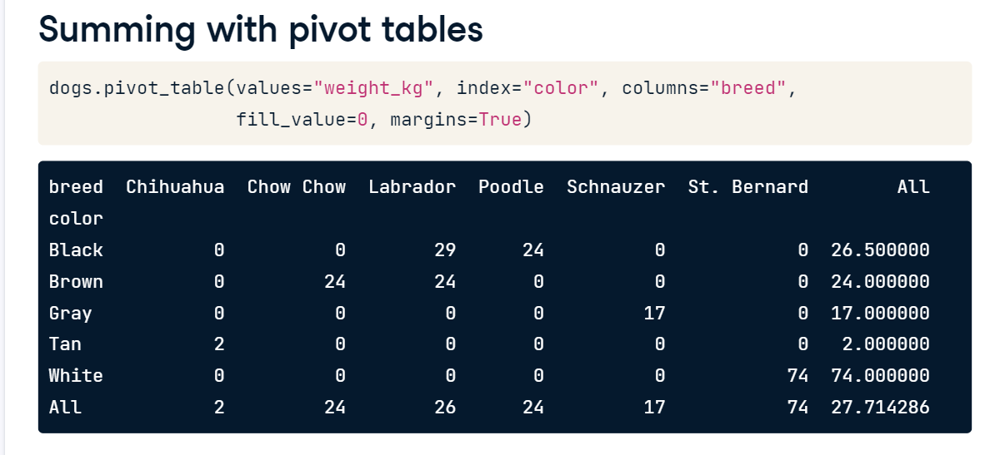 Summing with pivot tables
dogs.pivot_table(values="weight_kg", index="color", columns="breed",
                 fill_value=0, margins=True)
breed  Chihuahua  Chow Chow  Labrador  Poodle  Schnauzer  St. Bernard        All
color
Black          0          0        29      24          0            0  26.500000
Brown          0         24        24       0          0            0  24.000000
Gray           0          0         0       0         17            0  17.000000
Tan            2          0         0       0          0            0   2.000000
White          0          0         0       0          0           74  74.000000
All            2         24        26      24         17           74  27.714286